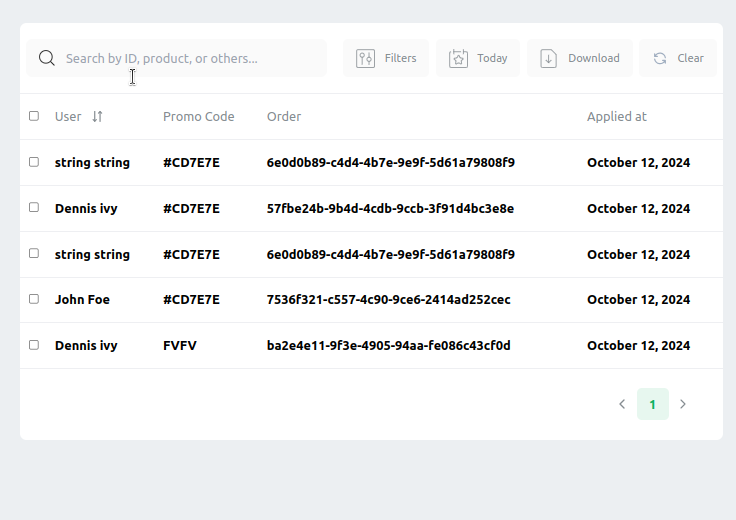 Search by ID, product, or others... Filters Today Download Clear
User Promo Code Order Applied at
string string #CD7E7E 6e0d0b89-c4d4-4b7e-9e9f-5d61a79808f9 October 12, 2024
Dennis ivy #CD7E7E 57fbe24b-9b4d-4cdb-9ccb-3f91d4bc3e8e October 12, 2024
string string #CD7E7E 6e0d0b89-c4d4-4b7e-9e9f-5d61a79808f9 October 12, 2024
John Foe #CD7E7E 7536f321-c557-4c90-9ce6-2414ad252cec October 12, 2024
Dennis ivy FVFV ba2e4e11-9f3e-4905-94aa-fe086c43cf0d October 12, 2024
1